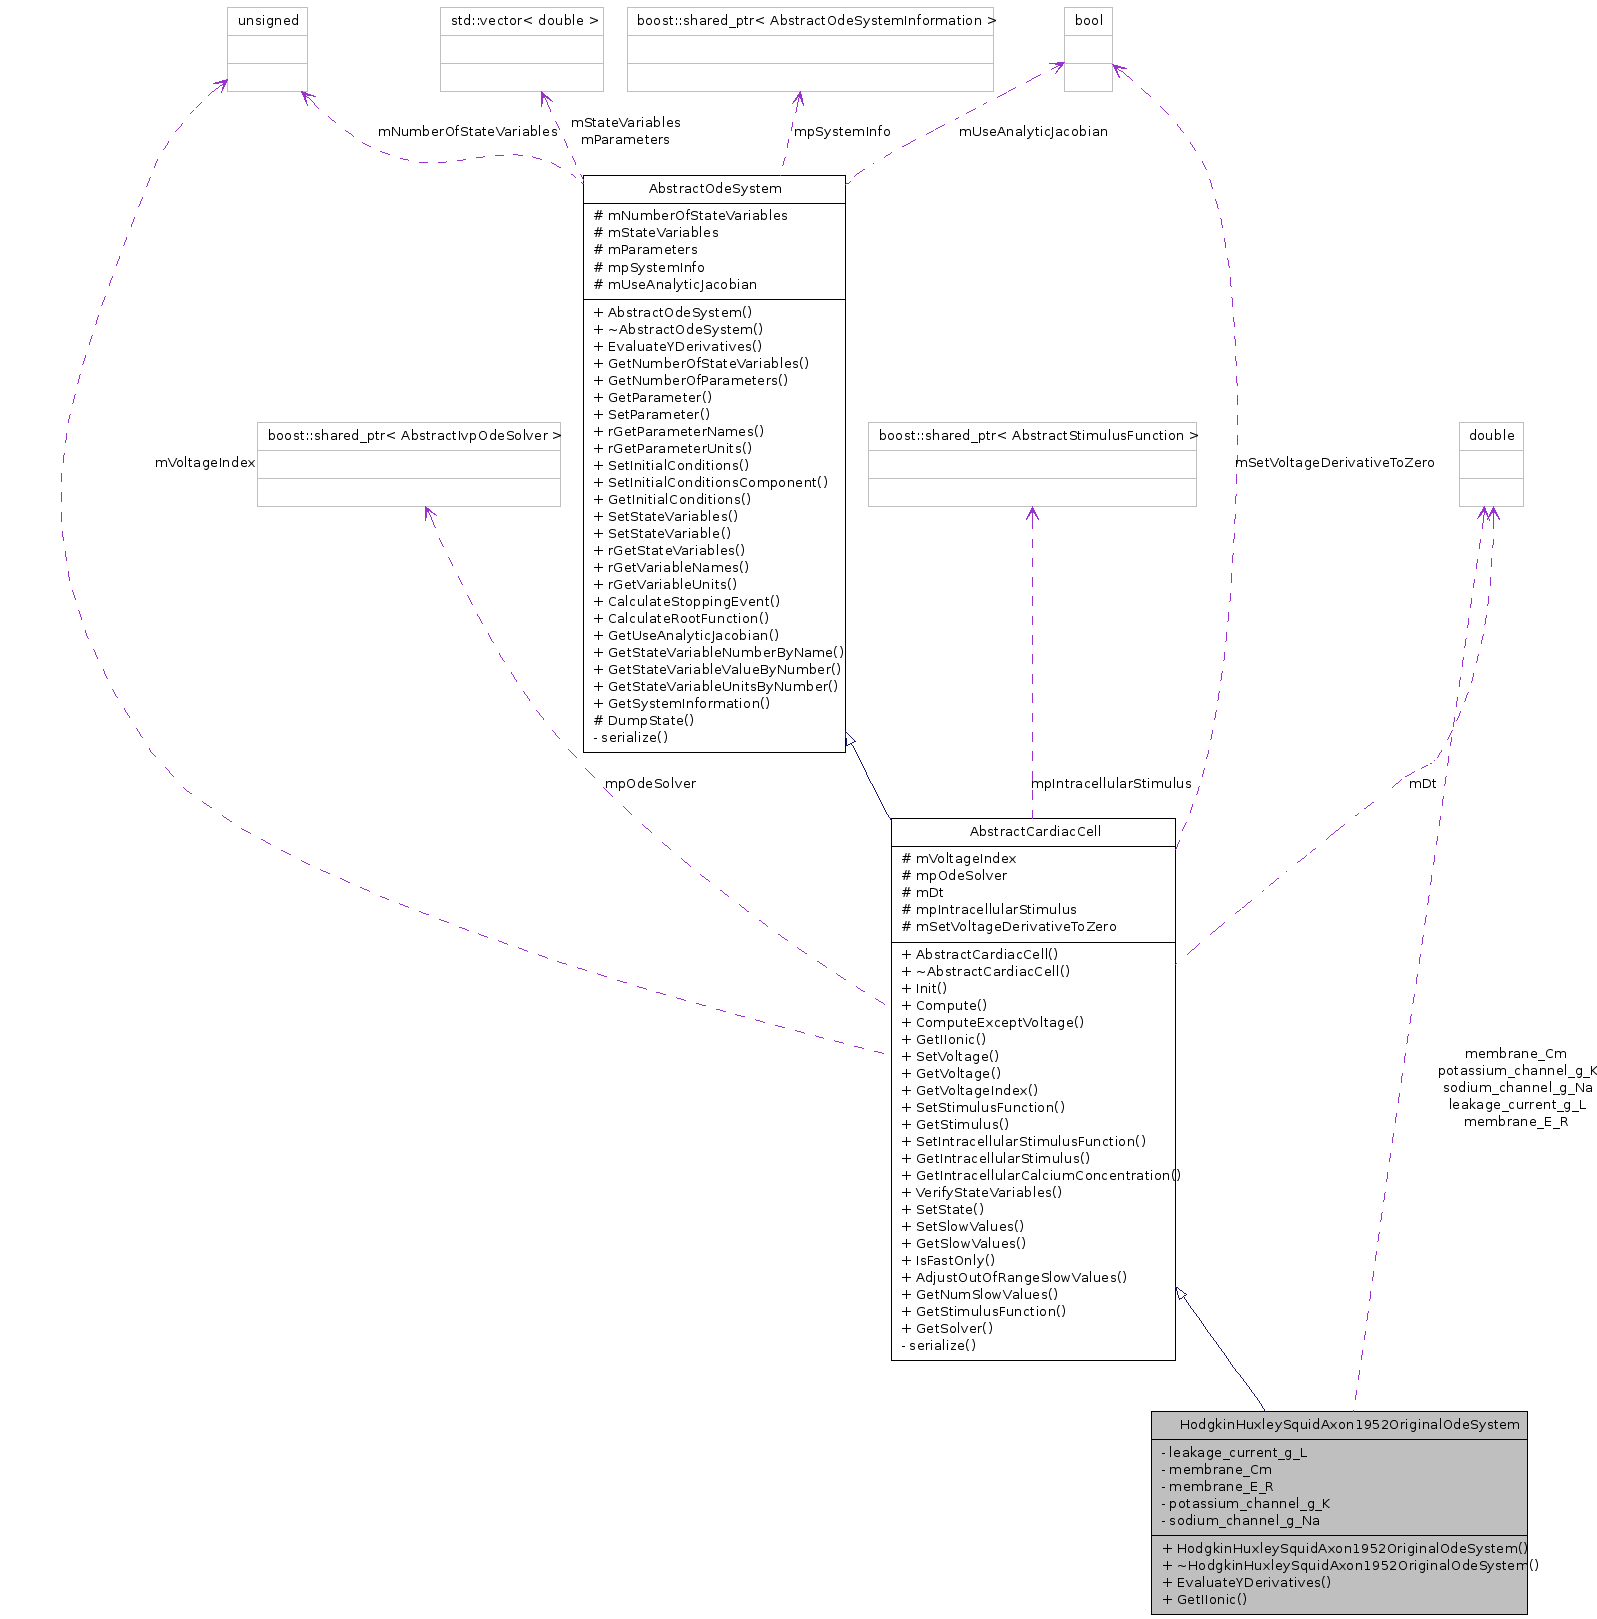 unsigned
std::vector< double >
boost::shared_ptr< AbstractOdeSystemInformation >
bool
mNumberOfStateVariables
mStateVariables
mParameters
mpSystemInfo
mUseAnalyticJacobian
AbstractOdeSystem
# mNumberOfStateVariables
# mStateVariables
# mParameters
# mpSystemInfo
# mUseAnalyticJacobian
+ AbstractOdeSystem()
+ ~AbstractOdeSystem()
+ EvaluateYDerivatives()
+ GetNumberOfStateVariables()
+ GetNumberOfParameters()
+ GetParameter()
+ SetParameter()
+ rGetParameterNames()
+ rGetParameterUnits()
+ SetInitialConditions()
+ SetInitialConditionsComponent()
+ GetInitialConditions()
+ SetStateVariables()
+ SetStateVariable()
+ rGetStateVariables()
+ rGetVariableNames()
+ rGetVariableUnits()
+ CalculateStoppingEvent()
+ CalculateRootFunction()
+ GetUseAnalyticJacobian()
+ GetStateVariableNumberByName()
+ GetStateVariableValueByNumber()
+ GetStateVariableUnitsByNumber()
+ GetSystemInformation()
# DumpState()
- serialize()
mVoltageIndex
boost::shared_ptr< AbstractIvpOdeSolver >
boost::shared_ptr< AbstractStimulusFunction >
mSetVoltageDerivativeToZero
double
mpOdeSolver
mpIntracellularStimulus
mDt
AbstractCardiacCell
# mVoltageIndex
# mpOdeSolver
# mDt
# mpIntracellularStimulus
# mSetVoltageDerivativeToZero
+ AbstractCardiacCell()
+ ~AbstractCardiacCell()
+ Init()
+ Compute()
+ ComputeExceptVoltage()
+ GetIIonic()
+ SetVoltage()
+ GetVoltage()
+ GetVoltageIndex()
+ SetStimulusFunction()
+ GetStimulus()
+ SetIntracellularStimulusFunction()
+ GetIntracellularStimulus()
+ GetIntracellularCalciumConcentration()
+ VerifyStateVariables()
+ SetState()
+ SetSlowValues()
+ GetSlowValues()
+ IsFastOnly()
+ AdjustOutOfRangeSlowValues()
+ GetNumSlowValues()
+ GetStimulusFunction()
+ GetSolver()
- serialize()
membrane_Cm
potassium_channel_g_K
sodium_channel_g_Na
leakage_current_g_L
membrane_E_R
HodgkinHuxleySquidAxon1952OriginalOdeSystem
- leakage_current_g_L
- membrane_Cm
- membrane_E_R
- potassium_channel_g_K
- sodium_channel_g_Na
+ HodgkinHuxleySquidAxon1952OriginalOdeSystem()
+ ~HodgkinHuxleySquidAxon1952OriginalOdeSystem()
+ EvaluateYDerivatives()
+ GetIIonic()